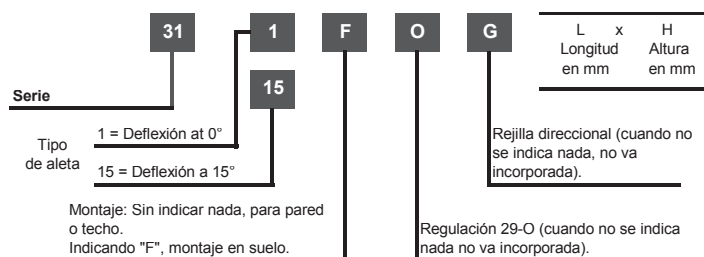 31 1 F O G
15
L x H
Longitud Altura
en mm en mm
Serie
Tipo
de aleta
1 = Deflexión at 0°
15 = Deflexión a 15°
Rejilla direccional (cuando no
se indica nada, no va
incorporada).
Montaje: Sin indicar nada, para pared
o techo.
Indicando "F", montaje en suelo.
Regulación 29-O (cuando no se indica
nada no va incorporada).